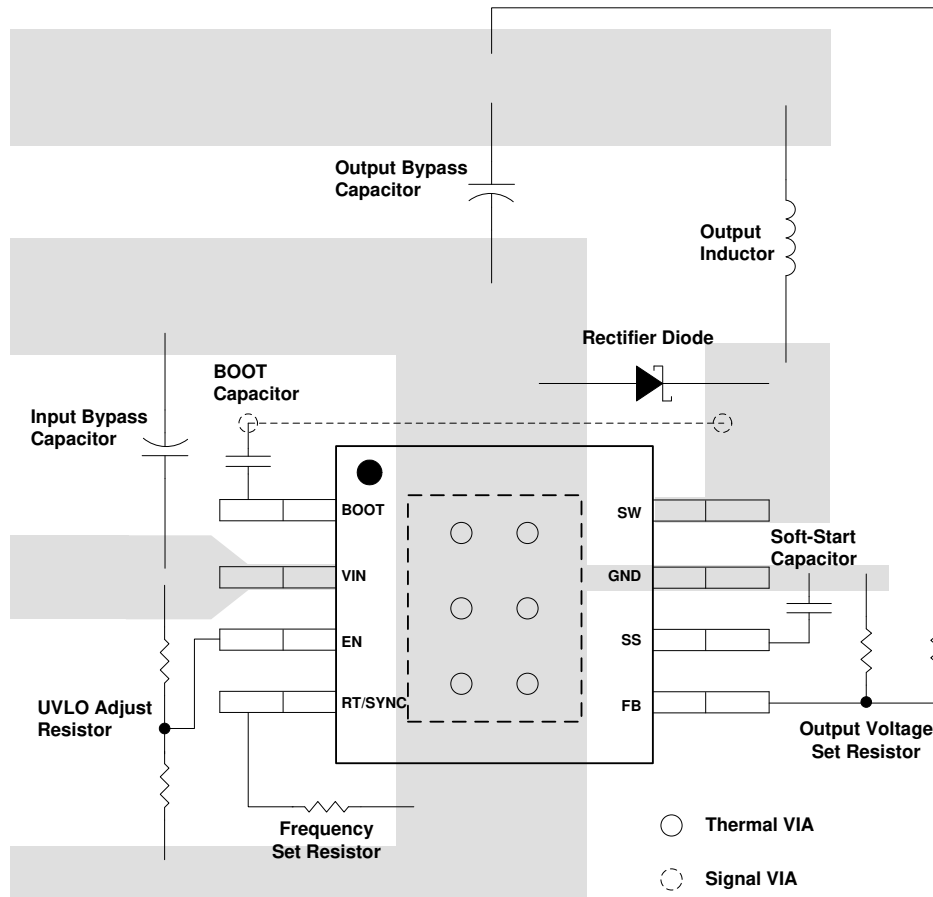 Output Bypass
Capacitor
Output
Inductor
Rectifier Diode
BOOT
Capacitor
Input Bypass
Capacitor
BOOT
SW
Soft-Start
Capacitor
VIN
GND
EN
SS
UVLO Adjust
Resistor
RT/SYNC
FB
Output Voltage
Set Resistor
Frequency
Set Resistor
Thermal VIA
Signal VIA